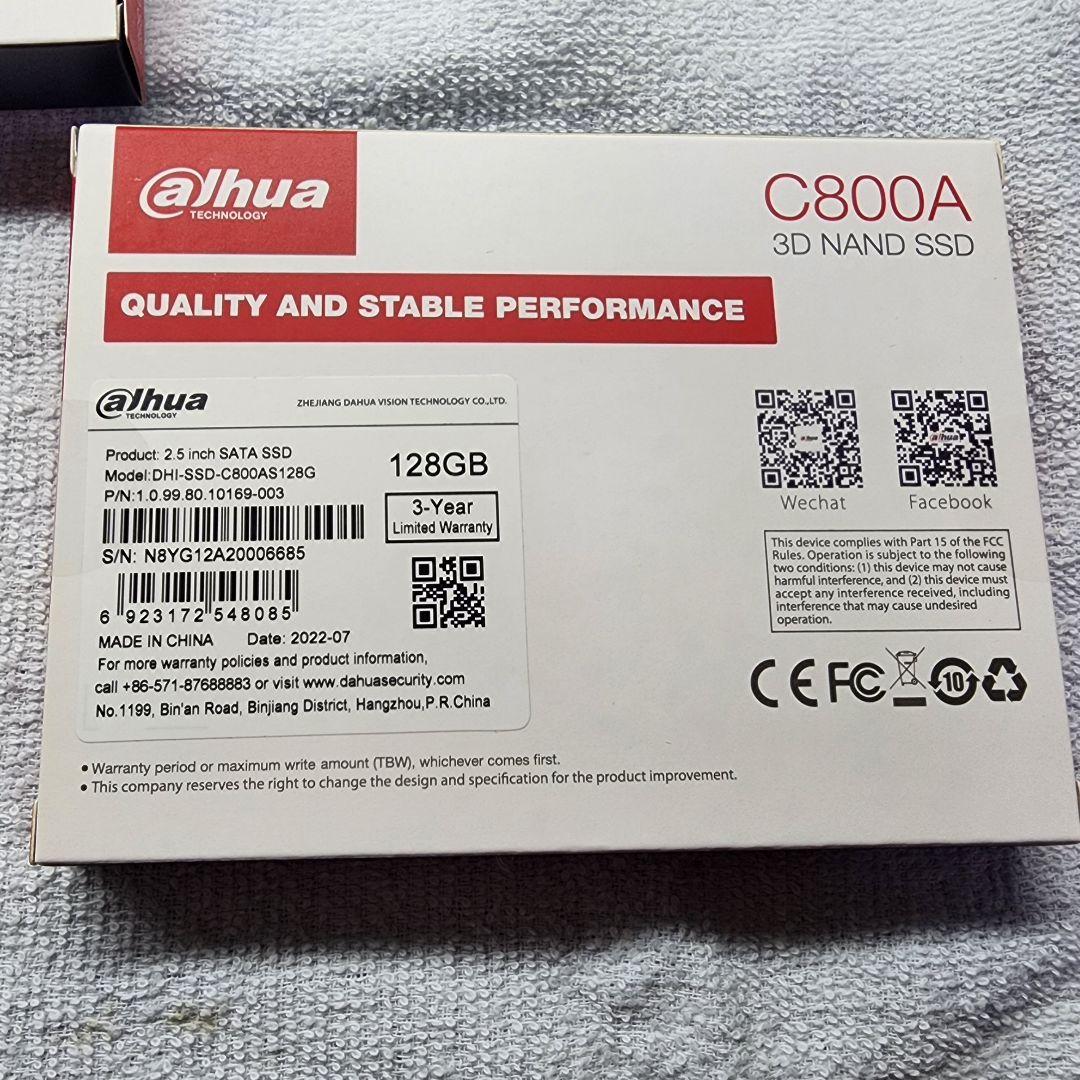 alhua
TECHNOLOGY
C800A
3D NAND SSD
QUALITY AND STABLE PERFORMANCE
alhua
TECHNOLOGY
ZHEJIANG DAHUA VISION TECHNOLOGY CO.,LTD.
Product: 2.5 inch SATA SSD
Model:DHI-SSD-C800AS128G
P/N:1.0.99.80.10169-003
128GB
3-Year
Limited Warranty
S/N: N8YG12A20006685
6 923172 548085
MADE IN CHINA Date: 2022-07
For more warranty policies and product information,
call +86-571-87688883 or visit www.dahuasecurity.com
No.1199, Bin'an Road, Binjiang District, Hangzhou,P.R.China
Wechat
Facebook
This device complies with Part 15 of the FCC
Rules. Operation is subject to the following
two conditions: (1) this device may not cause
harmful interference, and (2) this device must
accept any interference received, including
interference that may cause undesired
operation.
CE FC 10
• Warranty period or maximum write amount (TBW), whichever comes first.
• This company reserves the right to change the design and specification for the product improvement.